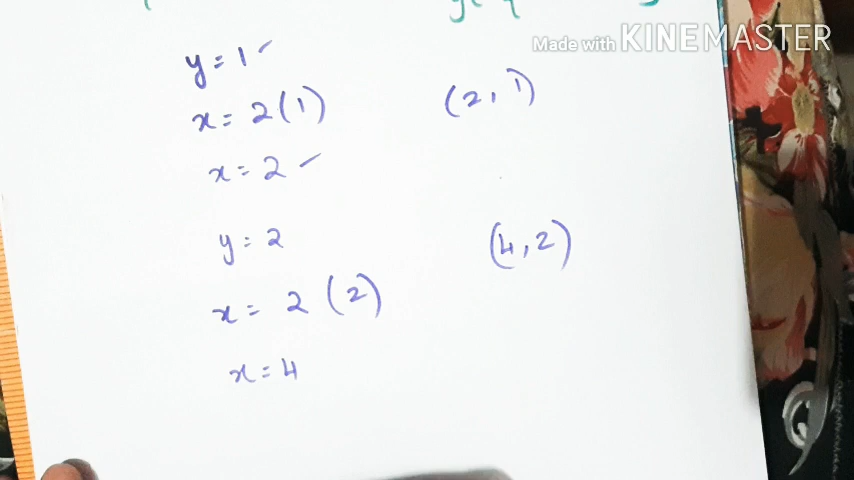 Made with KINEMASTER
y = 1 ✓
x = 2(1)
(2, 1)
x = 2 ✓
y = 2
(4, 2)
x = 2 (2)
x = 4